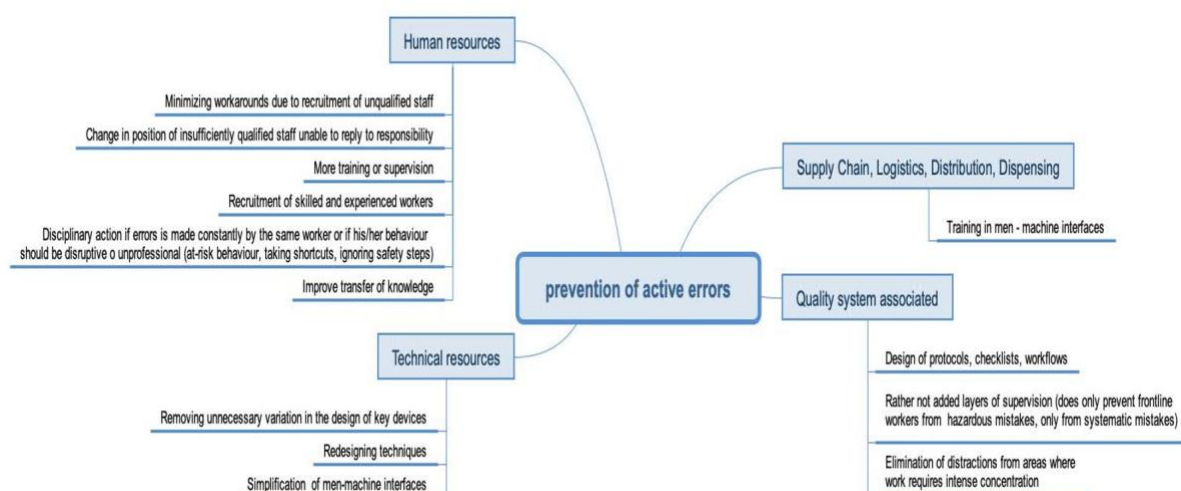 Human resources
Minimizing workarounds due to recruitment of unqualified staff
Change in position of insufficiently qualified staff unable to reply to responsibility
More training or supervision
Recruitment of skilled and experienced workers
Disciplinary action if errors is made constantly by the same worker or if his/her behaviour
should be disruptive o unprofessional (at-risk behaviour, taking shortcuts, ignoring safety steps)
Improve transfer of knowledge
Technical resources
Removing unnecessary variation in the design of key devices
Redesigning techniques
Simplification of men-machine interfaces
prevention of active errors
Supply Chain, Logistics, Distribution, Dispensing
Training in men - machine interfaces
Quality system associated
Design of protocols, checklists, workflows
Rather not added layers of supervision (does only prevent frontline
workers from hazardous mistakes, only from systematic mistakes)
Elimination of distractions from areas where
work requires intense concentration